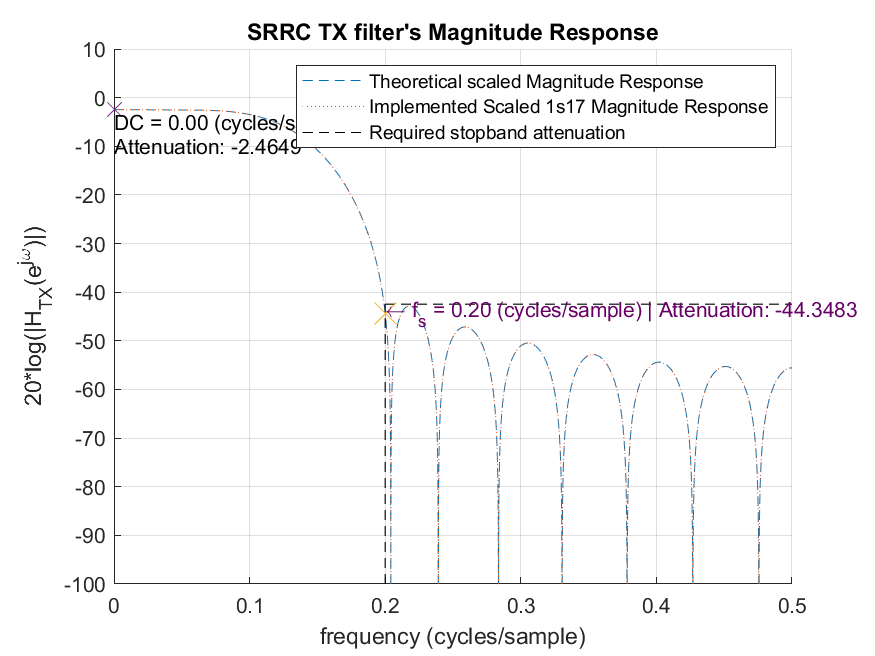 SRRC TX filter's Magnitude Response
Theoretical scaled Magnitude Response
Implemented Scaled 1s17 Magnitude Response
Required stopband attenuation
DC = 0.00 (cycles/s
Attenuation: -2.4649
f_s = 0.20 (cycles/sample) | Attenuation: -44.3483
20*log(|H_TX(e^jω)|)
10
0
-10
-20
-30
-40
-50
-60
-70
-80
-90
-100
0 0.1 0.2 0.3 0.4 0.5
frequency (cycles/sample)